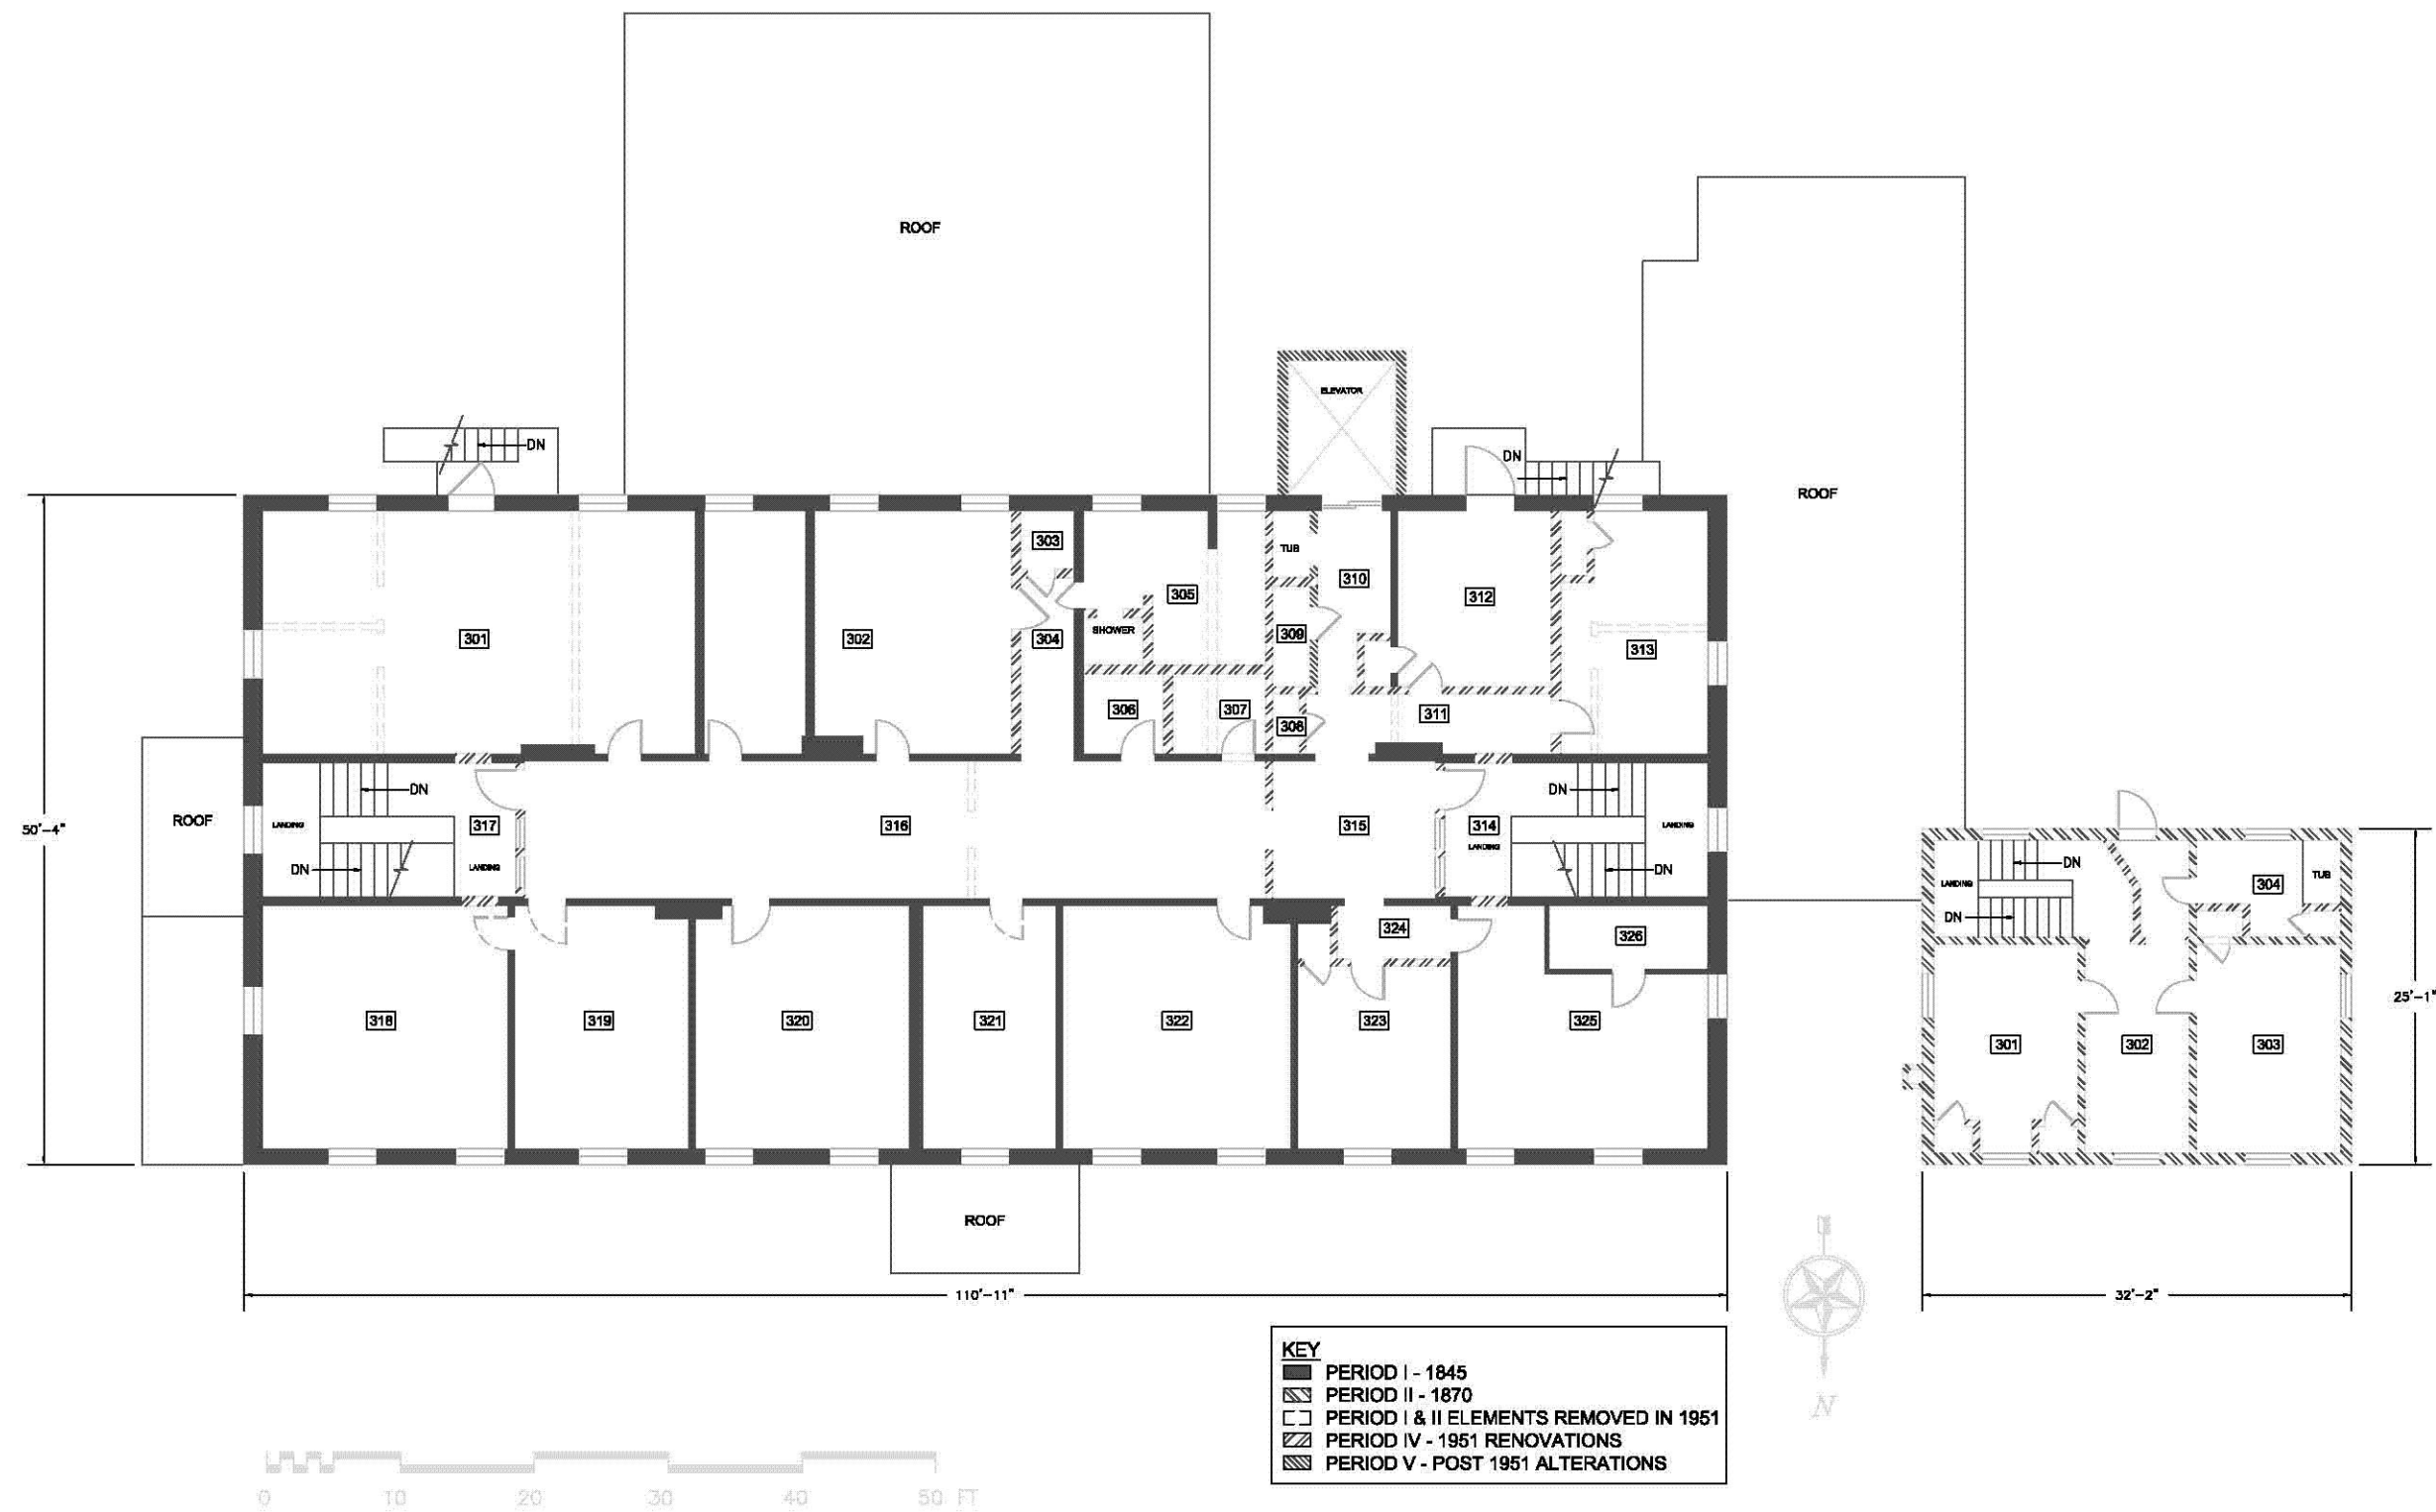 ROOF
ELEVATOR
DN
DN
ROOF
303
TUB
310
305
312
SHOWER
309
301
302
304
313
306
307
311
308
DN
DN
50'-4"
ROOF
LANDING
317
316
315
314
LANDING
LANDING
LANDING
DN
DN
DN
TUB
LANDING
304
DN
324
326
318
319
320
321
322
323
325
25'-1"
301
302
303
ROOF
110'-11"
32'-2"
KEY
PERIOD I - 1845
PERIOD II - 1870
PERIOD I & II ELEMENTS REMOVED IN 1951
PERIOD IV - 1951 RENOVATIONS
PERIOD V - POST 1951 ALTERATIONS
N
0 10 20 30 40 50 FT